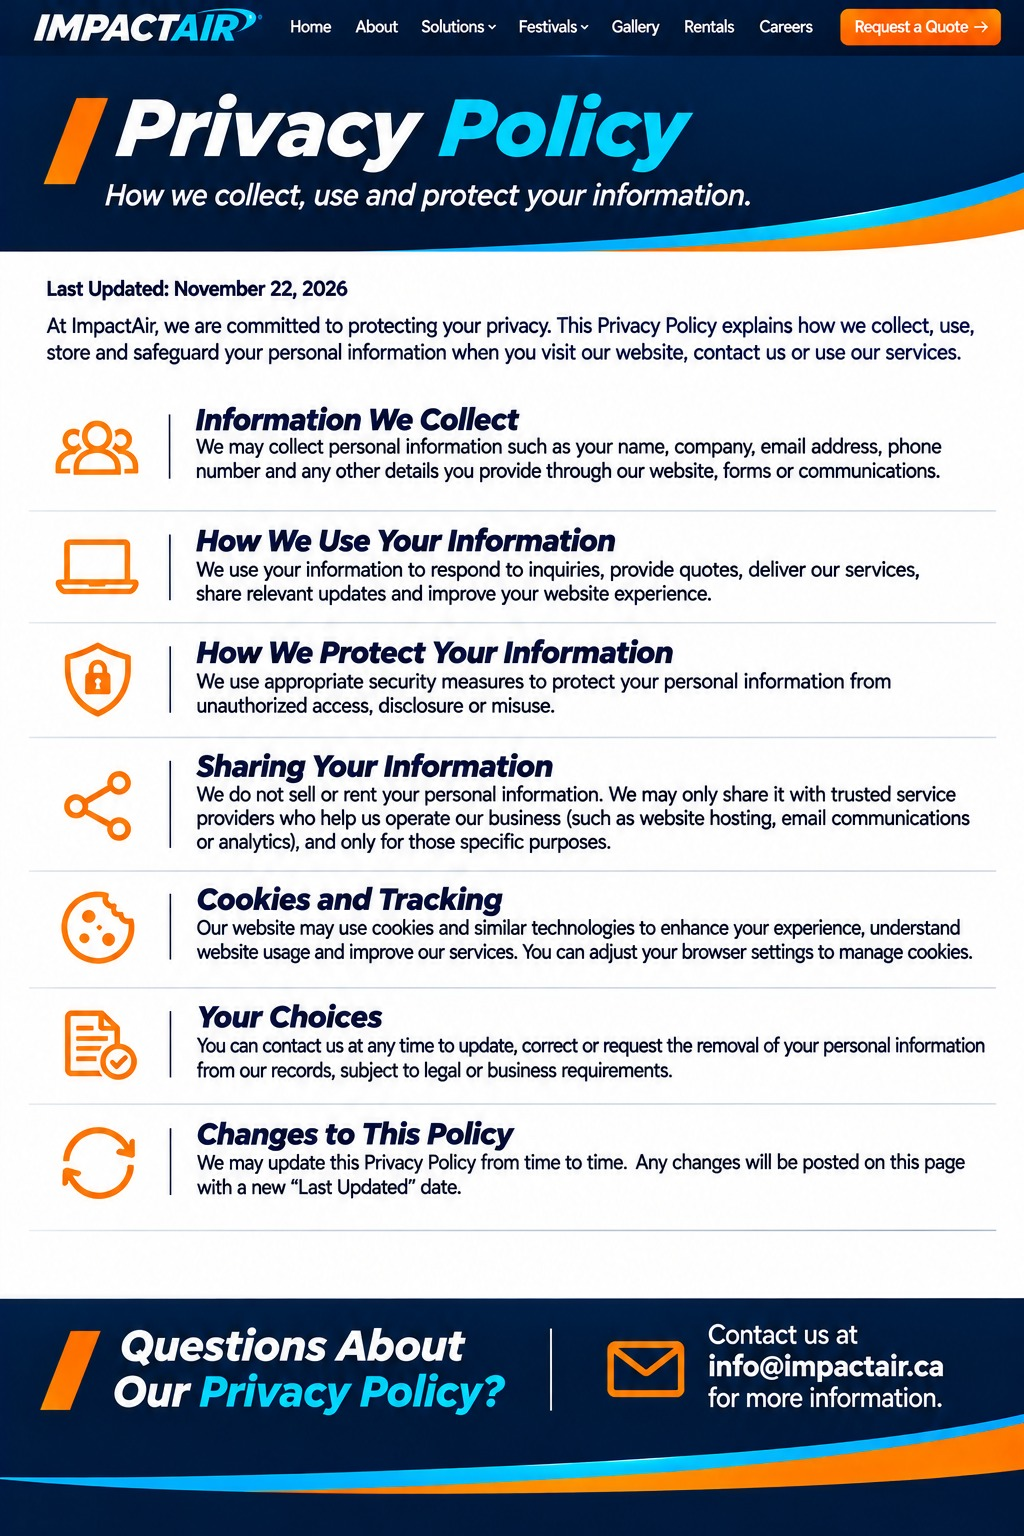 IMPACTAIR
Home About Solutions Festivals Gallery Rentals Careers Request a Quote →
Privacy Policy
How we collect, use and protect your information.
Last Updated: November 22, 2026
At ImpactAir, we are committed to protecting your privacy. This Privacy Policy explains how we collect, use,
store and safeguard your personal information when you visit our website, contact us or use our services.
Information We Collect
We may collect personal information such as your name, company, email address, phone
number and any other details you provide through our website, forms or communications.
How We Use Your Information
We use your information to respond to inquiries, provide quotes, deliver our services,
share relevant updates and improve your website experience.
How We Protect Your Information
We use appropriate security measures to protect your personal information from
unauthorized access, disclosure or misuse.
Sharing Your Information
We do not sell or rent your personal information. We may only share it with trusted service
providers who help us operate our business (such as website hosting, email communications
or analytics), and only for those specific purposes.
Cookies and Tracking
Our website may use cookies and similar technologies to enhance your experience, understand
website usage and improve our services. You can adjust your browser settings to manage cookies.
Your Choices
You can contact us at any time to update, correct or request the removal of your personal information
from our records, subject to legal or business requirements.
Changes to This Policy
We may update this Privacy Policy from time to time. Any changes will be posted on this page
with a new “Last Updated” date.
Questions About
Our Privacy Policy?
Contact us at
info@impactair.ca
for more information.